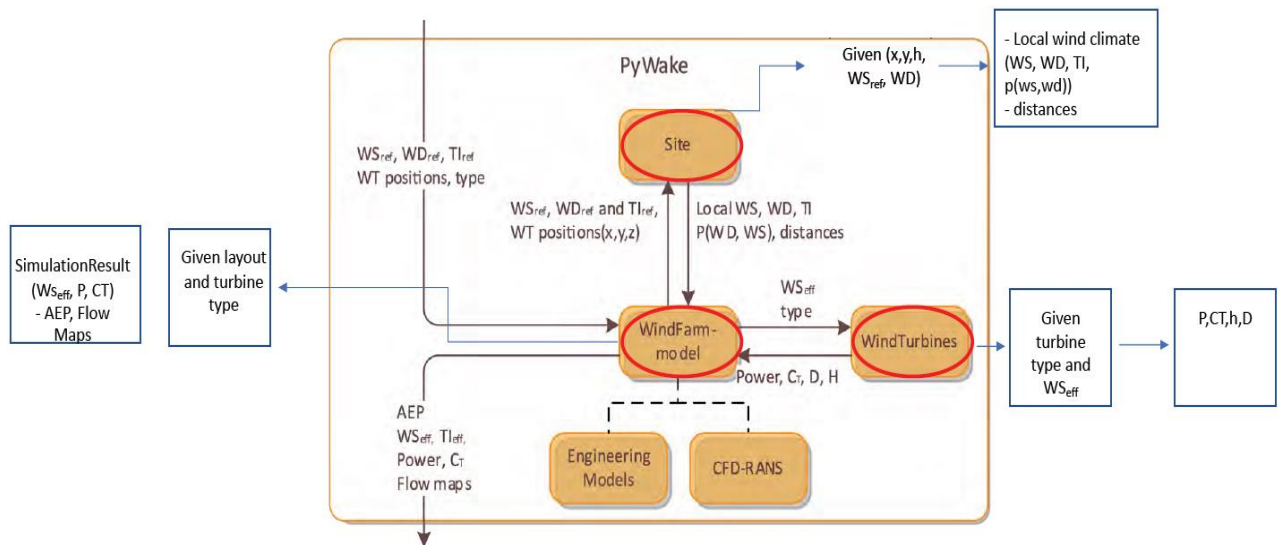 PyWake
Given (x,y,h,
WSref, WD)
- Local wind climate
(WS, WD, TI,
p(ws,wd))
- distances
Site
WSref, WDref, TIref
WT positions, type
WSref, WDref and TIref,
WT positions(x,y,z)
Local WS, WD, TI
P(WD, WS), distances
SimulationResult
(Wseff, P, CT)
- AEP, Flow
Maps
Given layout
and turbine
type
WSeff
type
WindFarm-
model
WindTurbines
Given
turbine
type and
WSeff
P,CT,h,D
Power, CT, D, H
AEP
WSeff, TIeff,
Power, CT
Flow maps
Engineering
Models
CFD-RANS